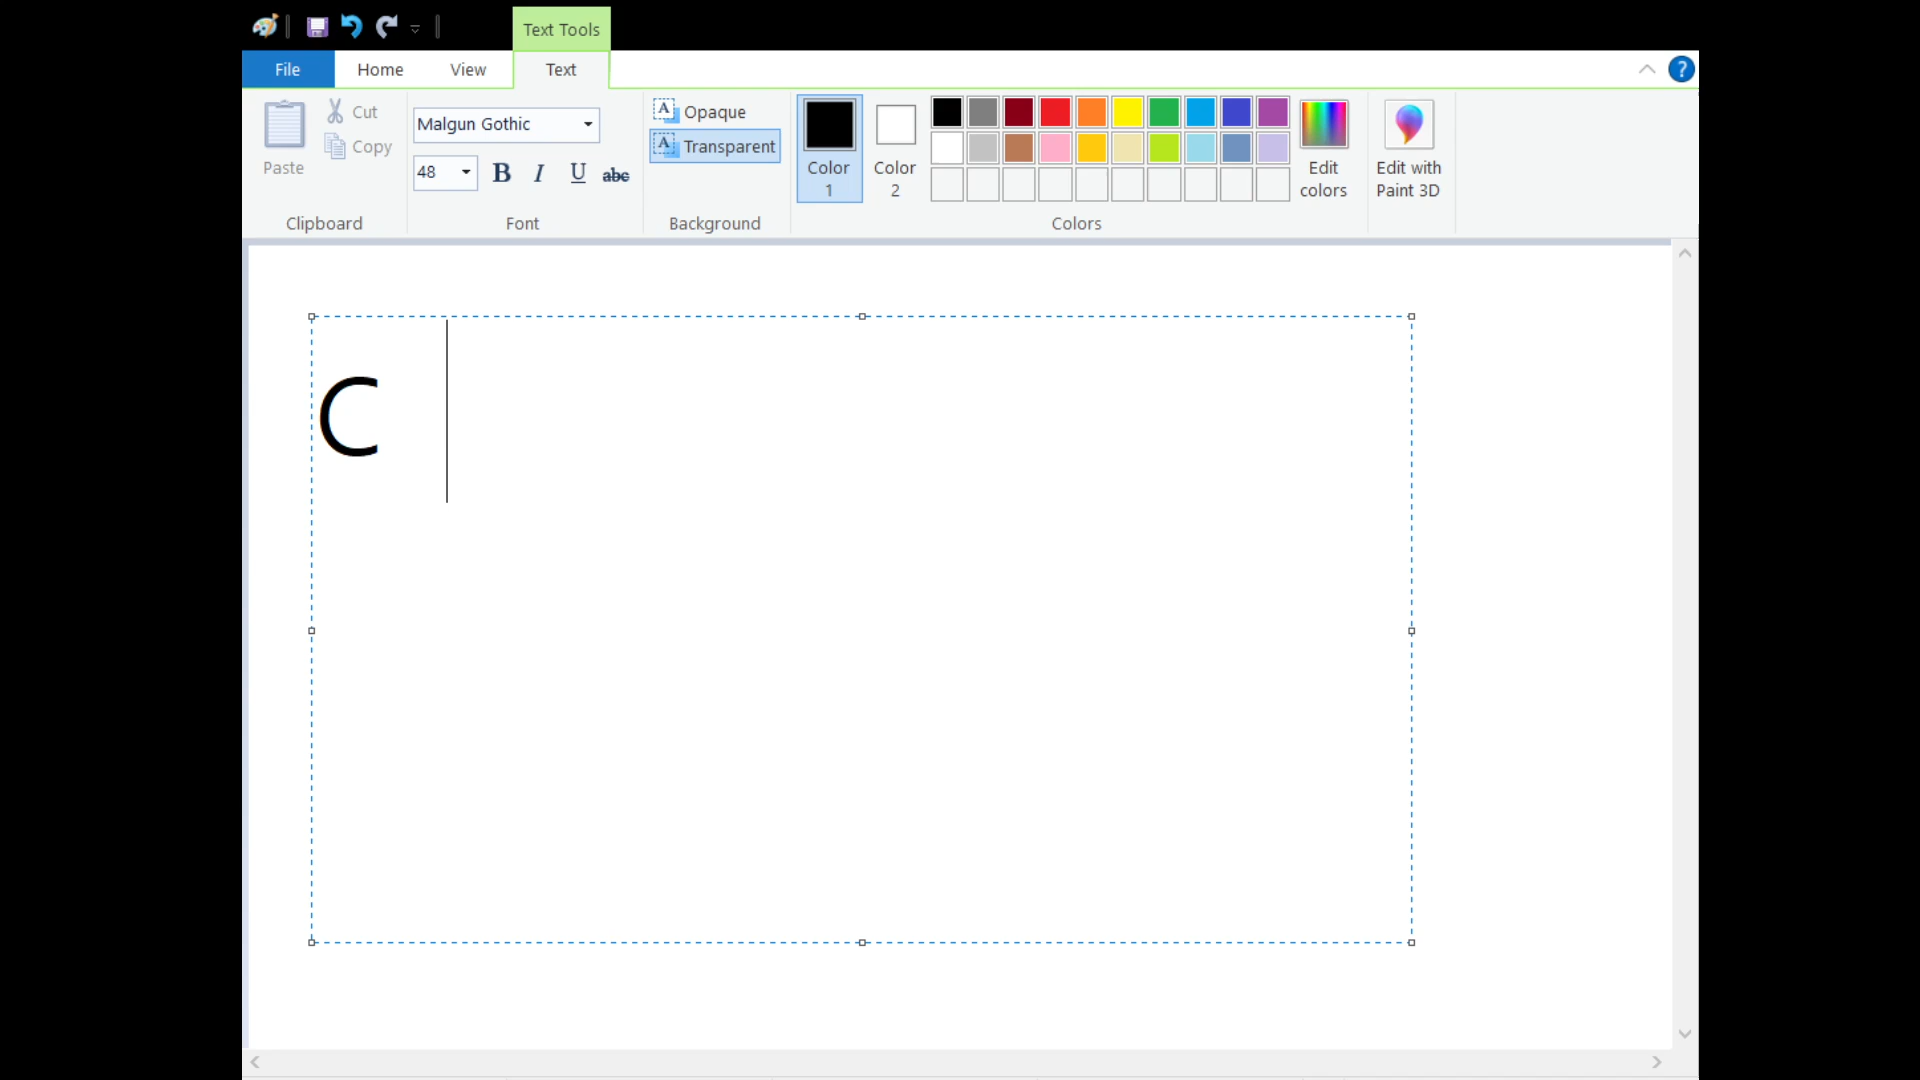 Text Tools
File Home View Text ?
Paste Cut Copy
Clipboard
Malgun Gothic
48 B I U abc
Font
A Opaque
A Transparent
Background
Color 1
Color 2
Colors
Edit colors
Edit with Paint 3D
C